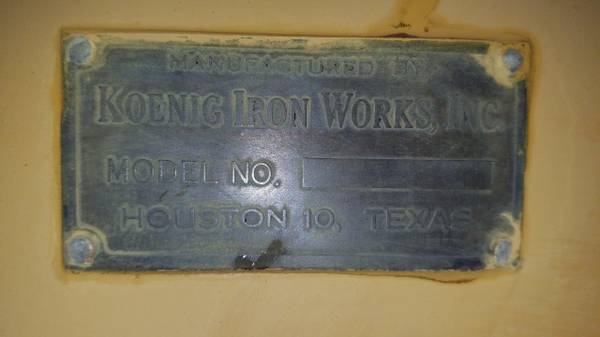 MANUFACTURED BY
KOENIG IRON WORKS, INC.
MODEL NO.
HOUSTON 10, TEXAS